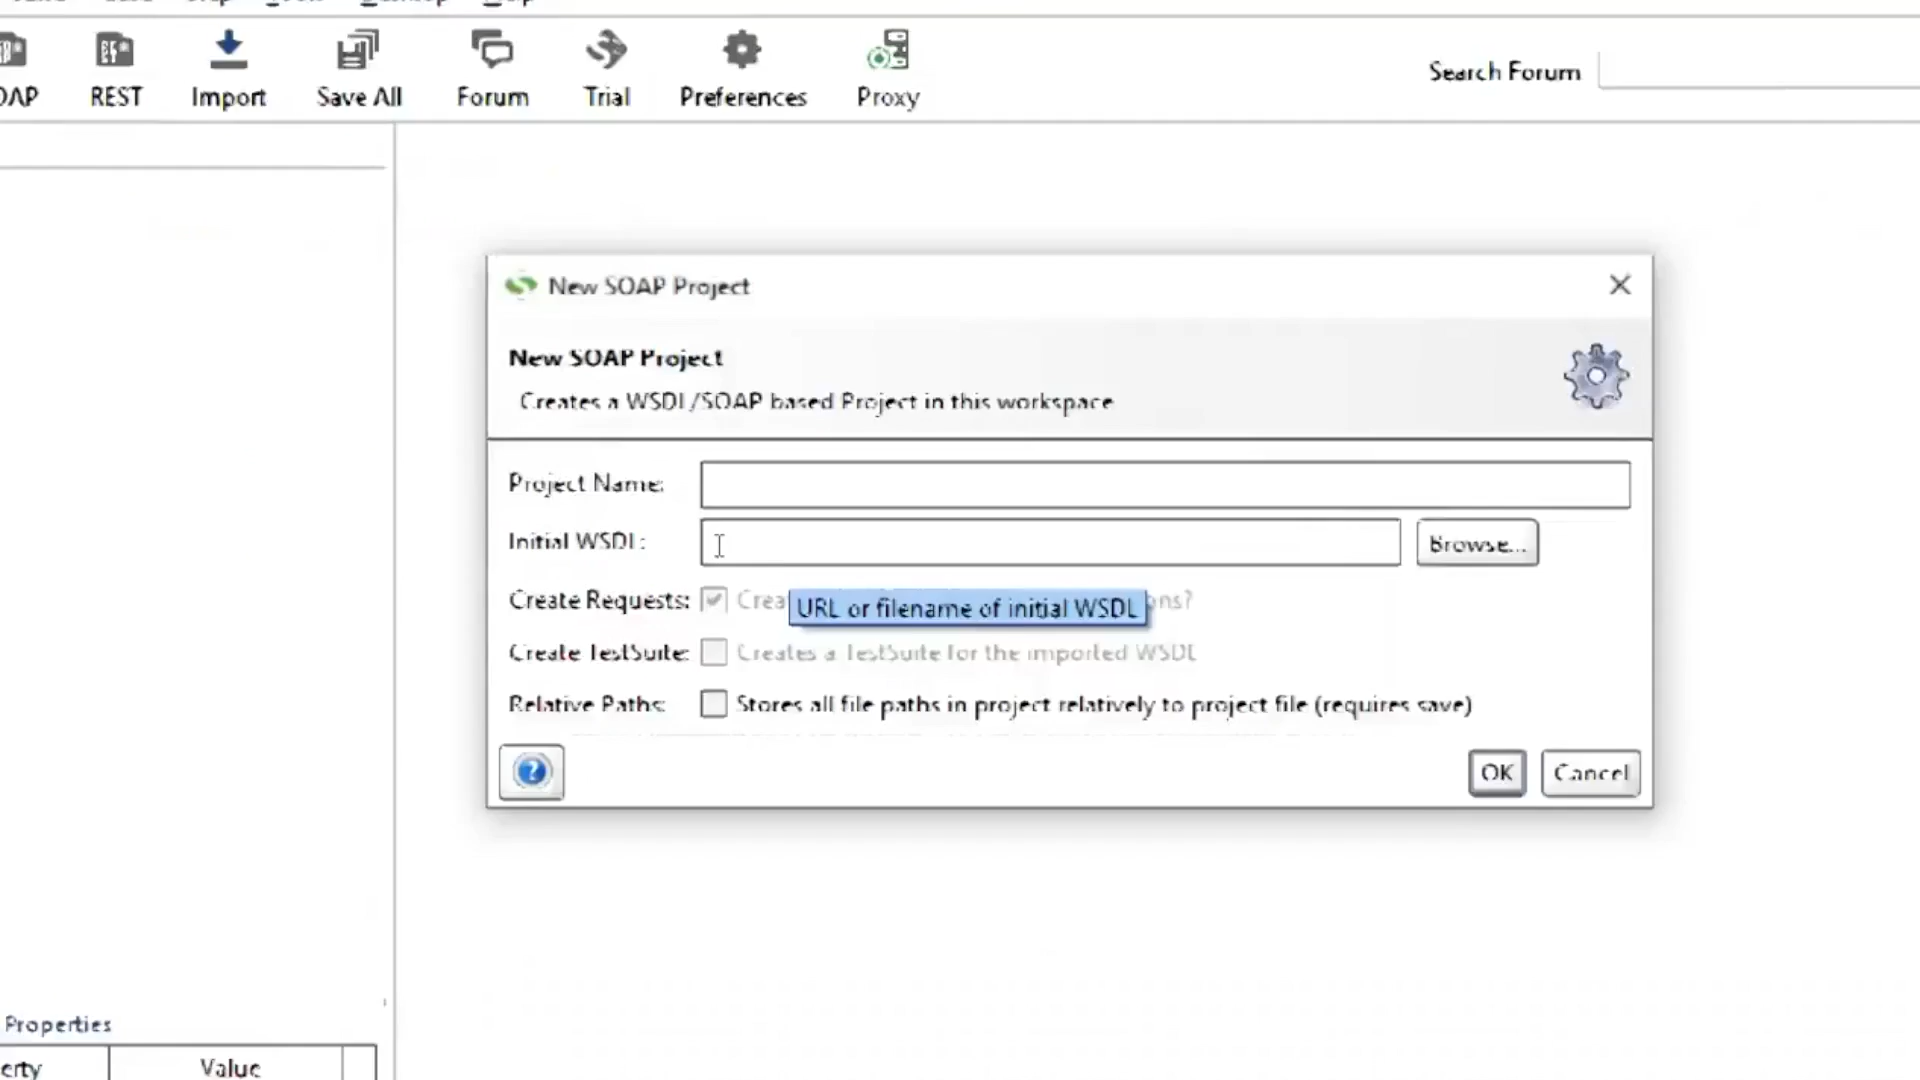 OAP REST Import Save All Forum Trial Preferences Proxy Search Forum
New SOAP Project
New SOAP Project
Creates a WSDL/SOAP based Project in this workspace
Project Name:
Initial WSDL:
Browse...
Create Requests: Crea ons?
URL or filename of initial WSDL
Create TestSuite: Creates a TestSuite for the imported WSDL
Relative Paths: Stores all file paths in project relatively to project file (requires save)
? OK Cancel
Properties
erty Value